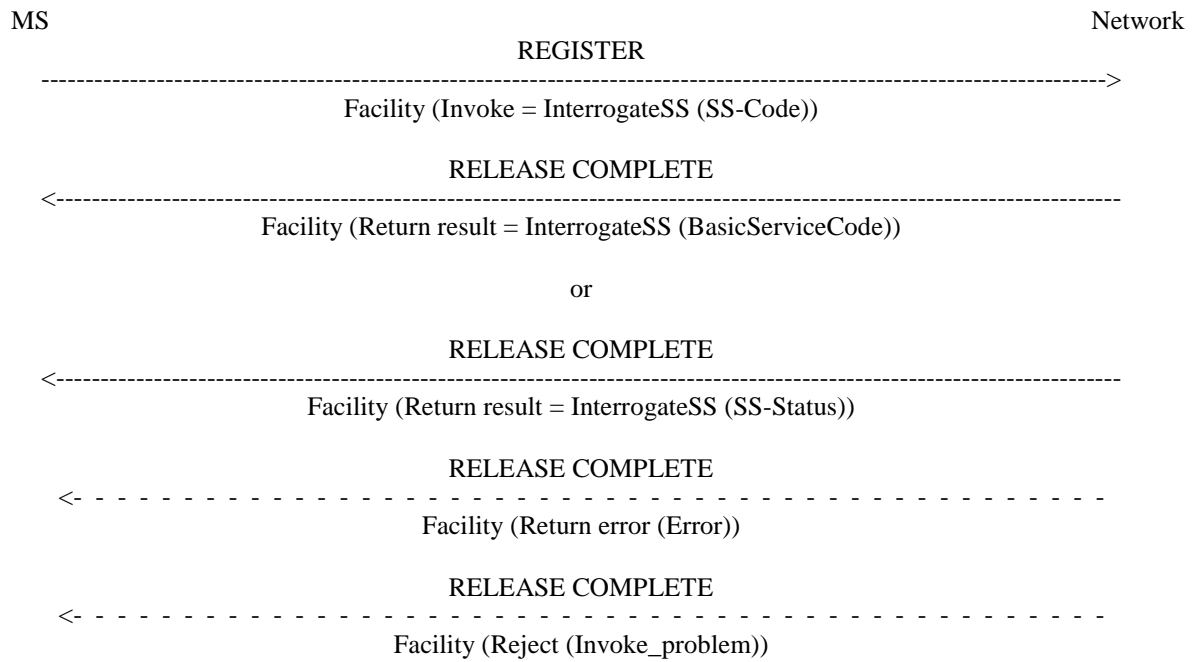 MS Network
REGISTER
Facility (Invoke = InterrogateSS (SS-Code))
RELEASE COMPLETE
Facility (Return result = InterrogateSS (BasicServiceCode))
or
RELEASE COMPLETE
Facility (Return result = InterrogateSS (SS-Status))
RELEASE COMPLETE
Facility (Return error (Error))
RELEASE COMPLETE
Facility (Reject (Invoke_problem))